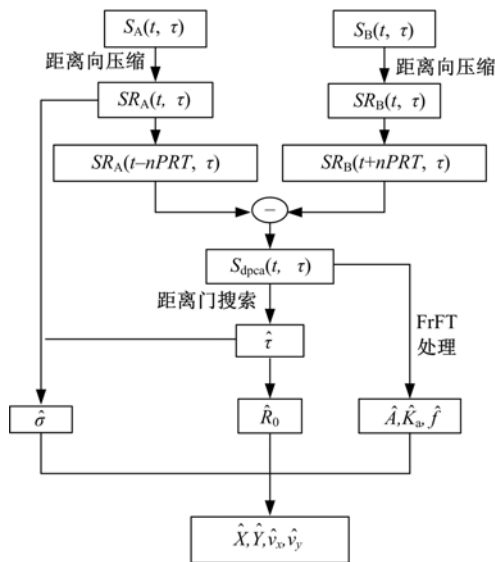 S_A(t, τ) S_B(t, τ)
距离向压缩 距离向压缩
SR_A(t, τ) SR_B(t, τ)
SR_A(t−nPRT, τ) SR_B(t+nPRT, τ)
−
S_dpca(t, τ)
距离门搜索
FrFT
处理
τ̂
σ̂ R̂_0 Â,K̂_a,f̂
X̂,Ŷ,v̂_x,v̂_y